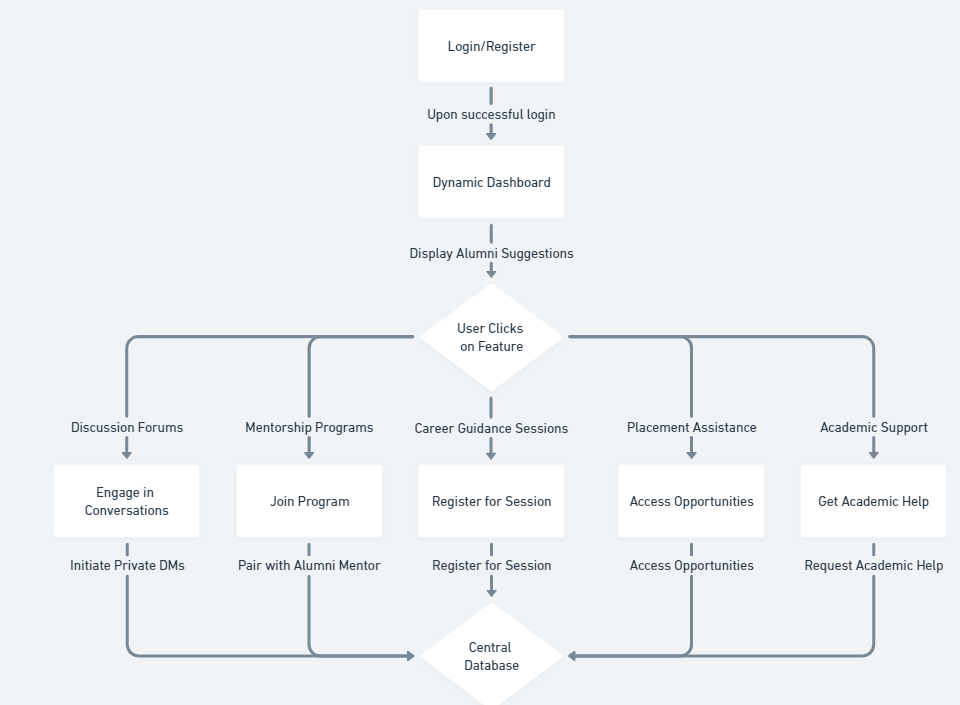 Login/Register
Upon successful login
Dynamic Dashboard
Display Alumni Suggestions
User Clicks
on Feature
Discussion Forums
Mentorship Programs
Career Guidance Sessions
Placement Assistance
Academic Support
Engage in
Conversations
Join Program
Register for Session
Access Opportunities
Get Academic Help
Initiate Private DMs
Pair with Alumni Mentor
Register for Session
Access Opportunities
Request Academic Help
Central
Database